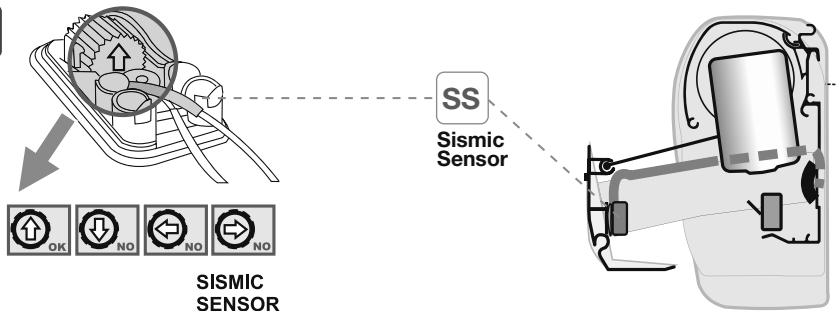 SS
Sismic
Sensor
OK
NO
NO
NO
SISMIC
SENSOR